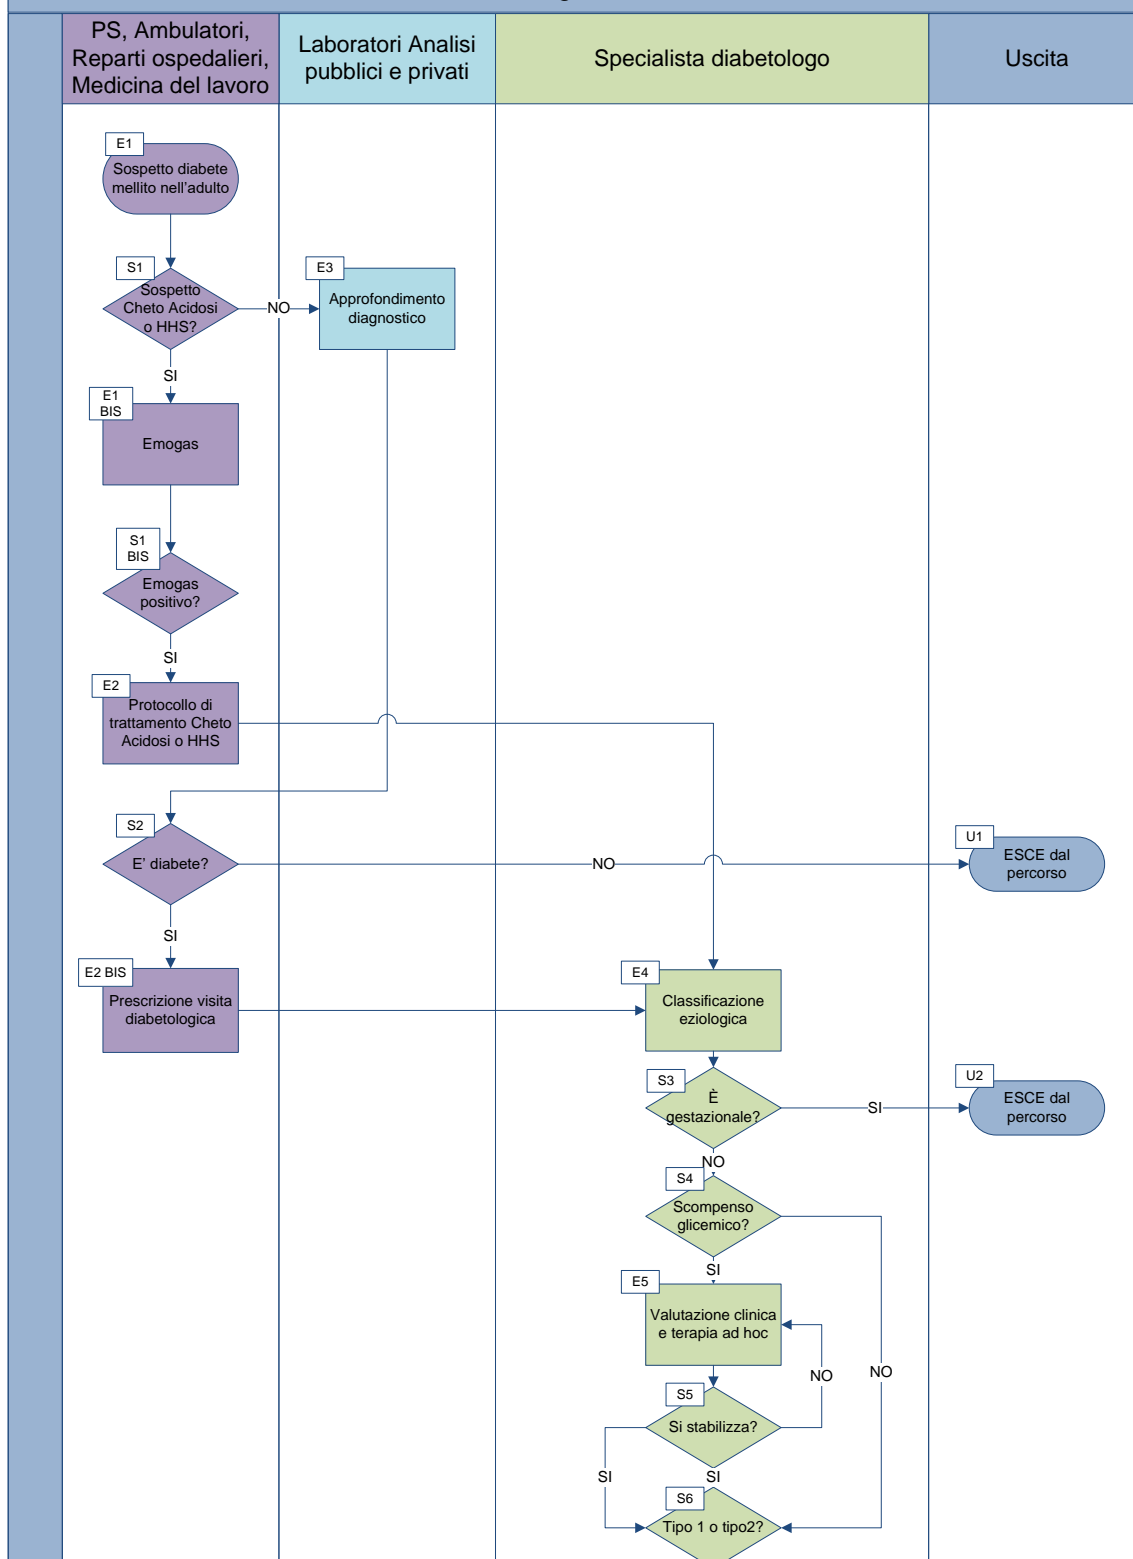 PS, Ambulatori,
Reparti ospedalieri,
Medicina del lavoro
Laboratori Analisi
pubblici e privati
Specialista diabetologo
Uscita
E1
Sospetto diabete
mellito nell'adulto
S1
Sospetto
Cheto Acidosi
o HHS?
NO
E3
Approfondimento
diagnostico
SI
E1
BIS
Emogas
S1
BIS
Emogas
positivo?
SI
E2
Protocollo di
trattamento Cheto
Acidosi o HHS
S2
E' diabete?
NO
U1
ESCE dal
percorso
SI
E2 BIS
Prescrizione visita
diabetologica
E4
Classificazione
eziologica
S3
È
gestazionale?
SI
U2
ESCE dal
percorso
NO
S4
Scompenso
glicemico?
SI
E5
Valutazione clinica
e terapia ad hoc
NO
NO
S5
Si stabilizza?
SI
SI
S6
Tipo 1 o tipo2?